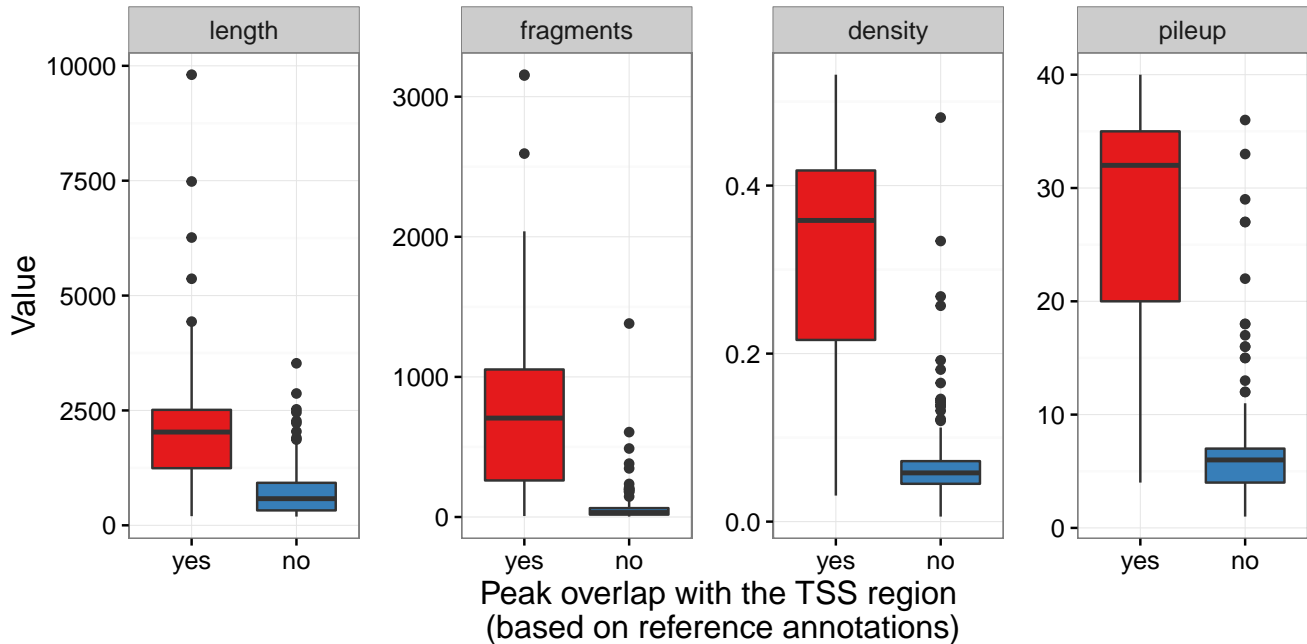 length
fragments
density
pileup
Value
10000
7500
5000
2500
0
3000
2000
1000
0
0.4
0.2
0.0
40
30
20
10
0
yes
no
yes
no
yes
no
yes
no
Peak overlap with the TSS region
(based on reference annotations)